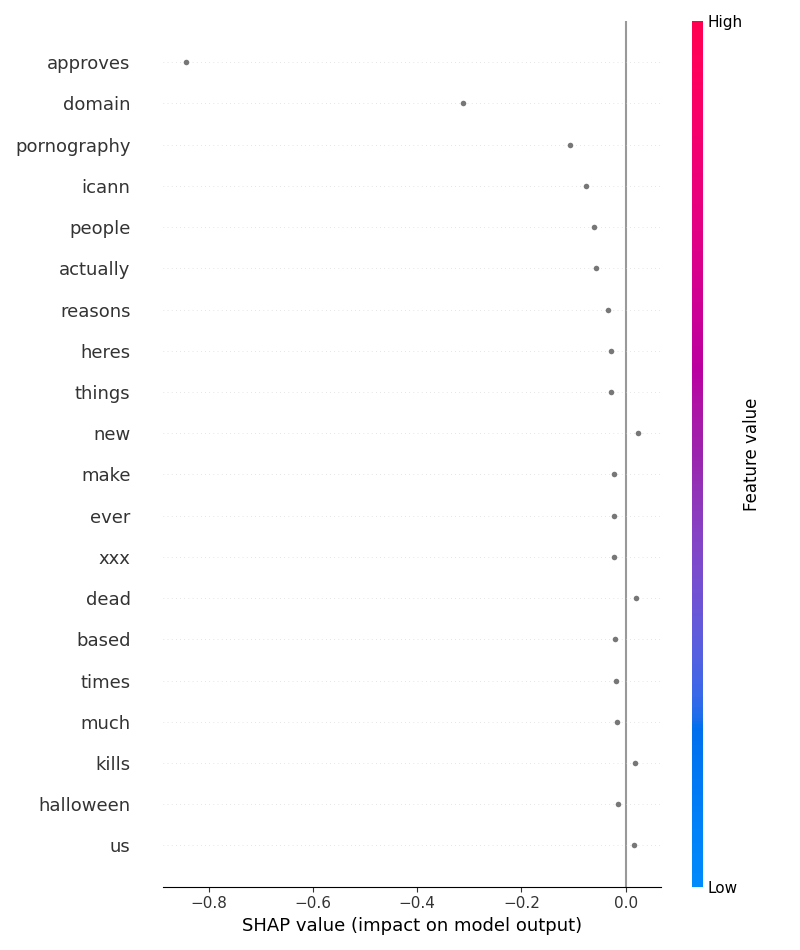 High
approves
domain
pornography
icann
people
actually
reasons
heres
things
new
make
ever
xxx
dead
based
times
much
kills
halloween
us
Feature value
Low
−0.8 −0.6 −0.4 −0.2 0.0
SHAP value (impact on model output)